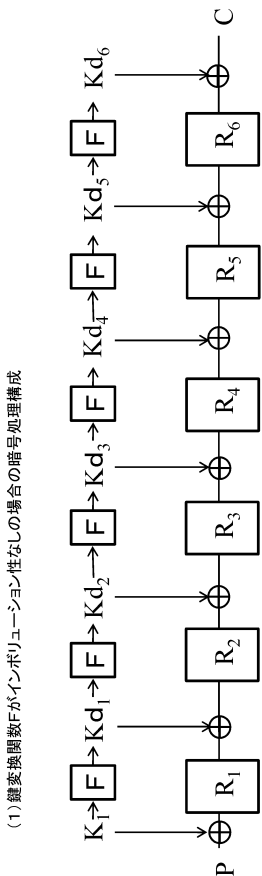 (1)鍵変換関数Fがインボリューション性なしの場合の暗号処理構成
K₁ F Kd₁ F Kd₂ F Kd₃ F Kd₄ F Kd₅ F Kd₆
P R₁ R₂ R₃ R₄ R₅ R₆ C